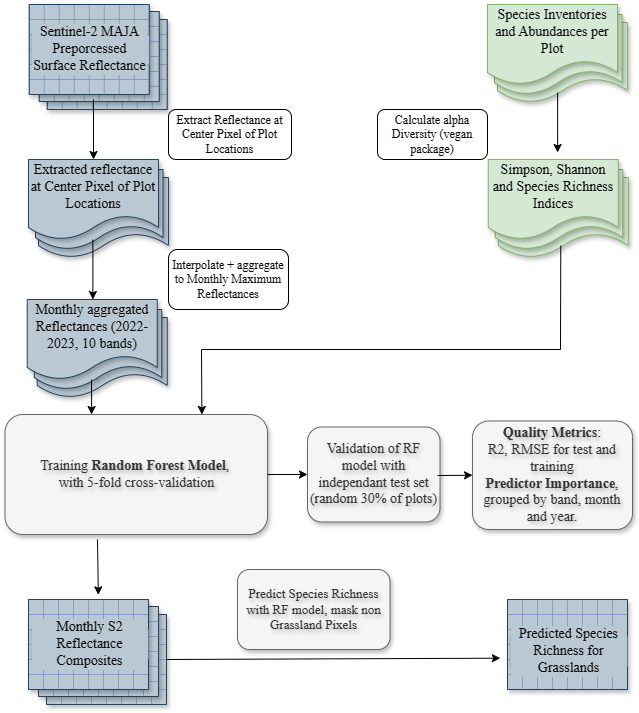 Sentinel-2 MAJA
Preporcessed
Surface Reflectance
Species Inventories
and Abundances per
Plot
Extract Reflectance at
Center Pixel of Plot
Locations
Calculate alpha
Diversity (vegan
package)
Extracted reflectance
at Center Pixel of Plot
Locations
Simpson, Shannon
and Species Richness
Indices
Interpolate + aggregate
to Monthly Maximum
Reflectances
Monthly aggregated
Reflectances (2022-
2023, 10 bands)
Training Random Forest Model,
with 5-fold cross-validation
Validation of RF
model with
independant test set
(random 30% of plots)
Quality Metrics:
R2, RMSE for test and
training
Predictor Importance,
grouped by band, month
and year.
Predict Species Richness
with RF model, mask non
Grassland Pixels
Monthly S2
Reflectance
Composites
Predicted Species
Richness for
Grasslands